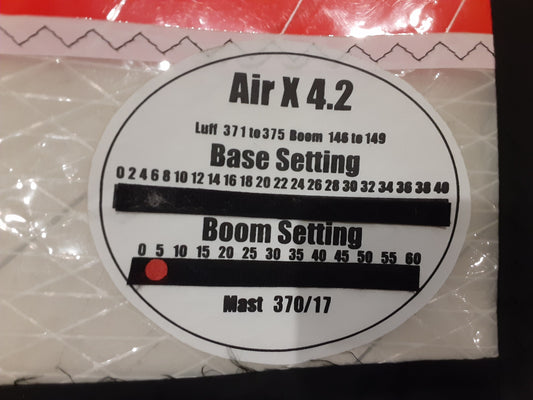 Air X 4.2
Luff 371 to 375 Boom 146 to 149
Base Setting
0 2 4 6 8 10 12 14 16 18 20 22 24 26 28 30 32 34 36 38 40
Boom Setting
0 5 10 15 20 25 30 35 40 45 50 55 60
Mast 370/17